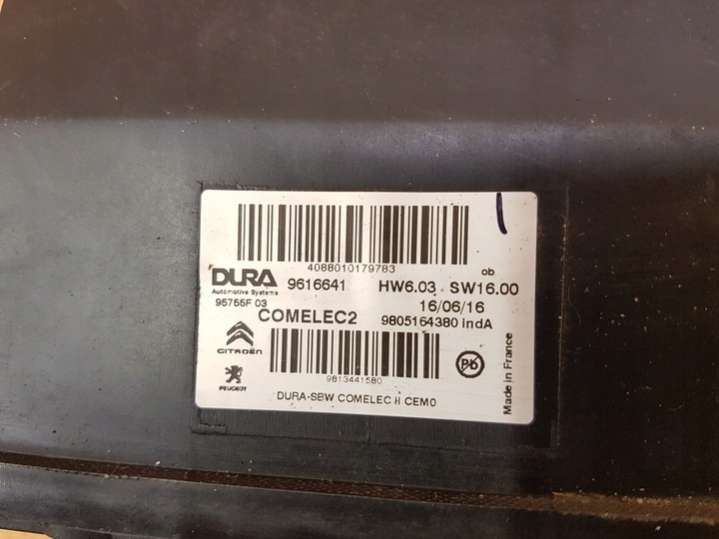 4088010179783
ob
DURA 9616641 HW6.03 SW16.00
Automotive Systems
95755F 03 16/06/16
COMELEC2 9805164380 indA
CITROËN
9813441580
PEUGEOT
DURA-SBW COMELEC II CEM0
Pb
Made in France